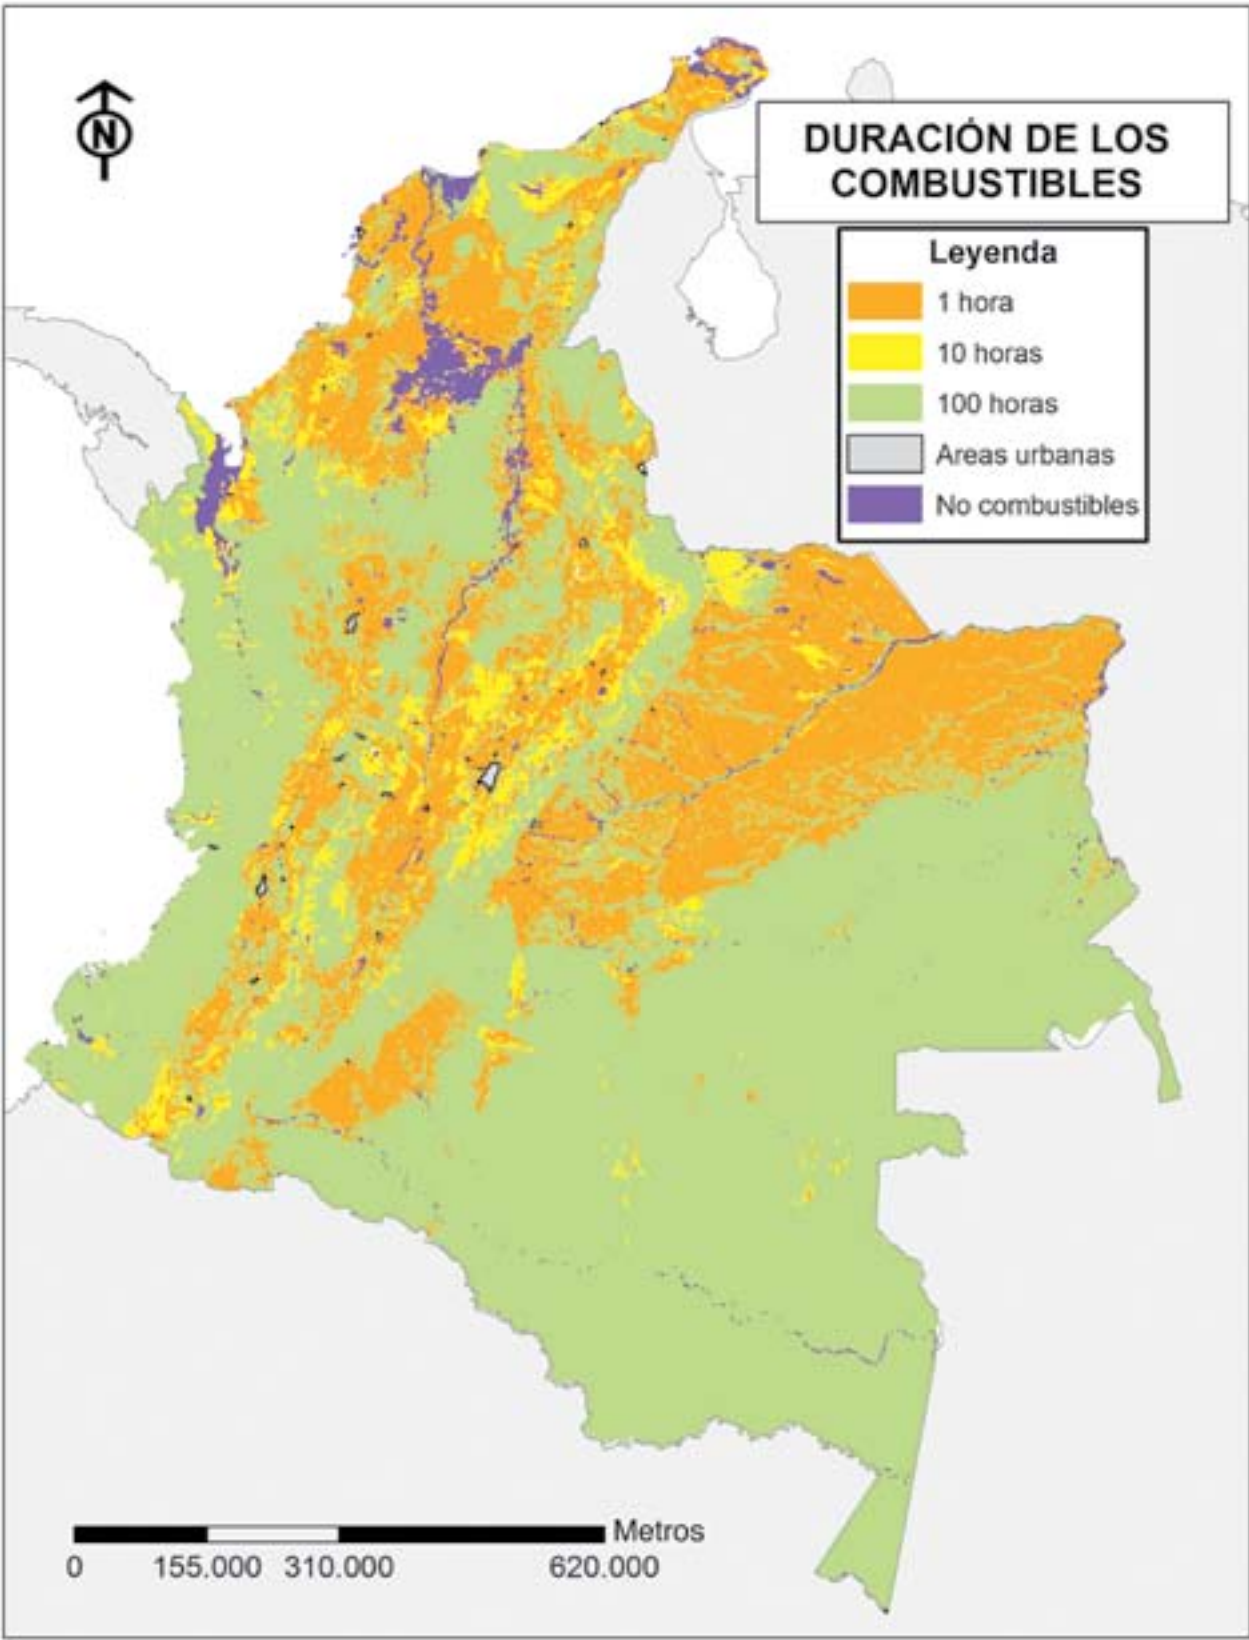 N
DURACIÓN DE LOS
COMBUSTIBLES
Leyenda
1 hora
10 horas
100 horas
Areas urbanas
No combustibles
Metros
0 155.000 310.000 620.000